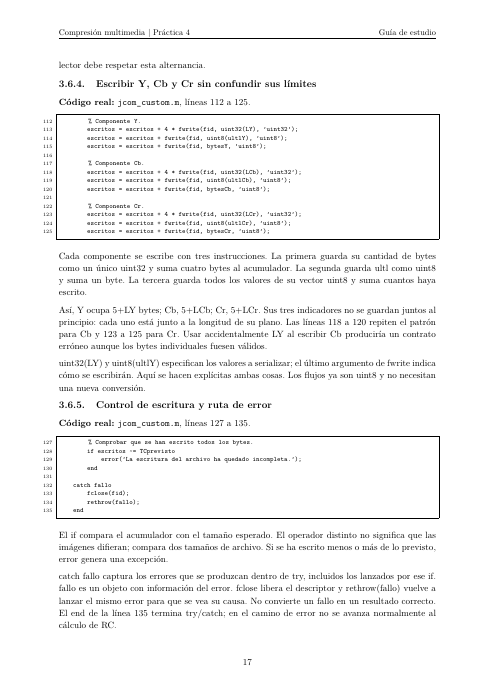 Compresión multimedia | Práctica 4 Guía de estudio
lector debe respetar esta alternancia.
3.6.4. Escribir Y, Cb y Cr sin confundir sus límites
Código real: jcom_custom.m, líneas 112 a 125.
112 % Componente Y.
113 escritos = escritos + 4 * fwrite(fid, uint32(LY), 'uint32');
114 escritos = escritos + fwrite(fid, uint8(ultlY), 'uint8');
115 escritos = escritos + fwrite(fid, bytesY, 'uint8');
116
117 % Componente Cb.
118 escritos = escritos + 4 * fwrite(fid, uint32(LCb), 'uint32');
119 escritos = escritos + fwrite(fid, uint8(ultlCb), 'uint8');
120 escritos = escritos + fwrite(fid, bytesCb, 'uint8');
121
122 % Componente Cr.
123 escritos = escritos + 4 * fwrite(fid, uint32(LCr), 'uint32');
124 escritos = escritos + fwrite(fid, uint8(ultlCr), 'uint8');
125 escritos = escritos + fwrite(fid, bytesCr, 'uint8');
Cada componente se escribe con tres instrucciones. La primera guarda su cantidad de bytes
como un único uint32 y suma cuatro bytes al acumulador. La segunda guarda ultl como uint8
y suma un byte. La tercera guarda todos los valores de su vector uint8 y suma cuantos haya
escrito.
Así, Y ocupa 5+LY bytes; Cb, 5+LCb; Cr, 5+LCr. Sus tres indicadores no se guardan juntos al
principio: cada uno está junto a la longitud de su plano. Las líneas 118 a 120 repiten el patrón
para Cb y 123 a 125 para Cr. Usar accidentalmente LY al escribir Cb produciría un contrato
erróneo aunque los bytes individuales fuesen válidos.
uint32(LY) y uint8(ultlY) especifican los valores a serializar; el último argumento de fwrite indica
cómo se escribirán. Aquí se hacen explícitas ambas cosas. Los flujos ya son uint8 y no necesitan
una nueva conversión.
3.6.5. Control de escritura y ruta de error
Código real: jcom_custom.m, líneas 127 a 135.
127 % Comprobar que se han escrito todos los bytes.
128 if escritos ~= TCprevisto
129 error('La escritura del archivo ha quedado incompleta.');
130 end
131
132 catch fallo
133 fclose(fid);
134 rethrow(fallo);
135 end
El if compara el acumulador con el tamaño esperado. El operador distinto no significa que las
imágenes difieran; compara dos tamaños de archivo. Si se ha escrito menos o más de lo previsto,
error genera una excepción.
catch fallo captura los errores que se produzcan dentro de try, incluidos los lanzados por ese if.
fallo es un objeto con información del error. fclose libera el descriptor y rethrow(fallo) vuelve a
lanzar el mismo error para que se vea su causa. No convierte un fallo en un resultado correcto.
El end de la línea 135 termina try/catch; en el camino de error no se avanza normalmente al
cálculo de RC.
17